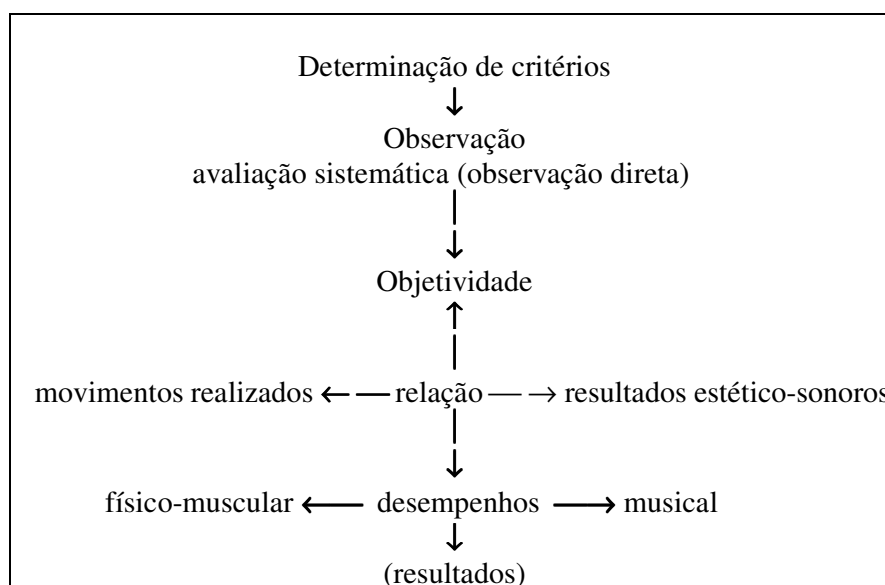 Determinação de critérios
Observação
avaliação sistemática (observação direta)
Objetividade
movimentos realizados ← — relação — → resultados estético-sonoros
físico-muscular ← desempenhos → musical
(resultados)